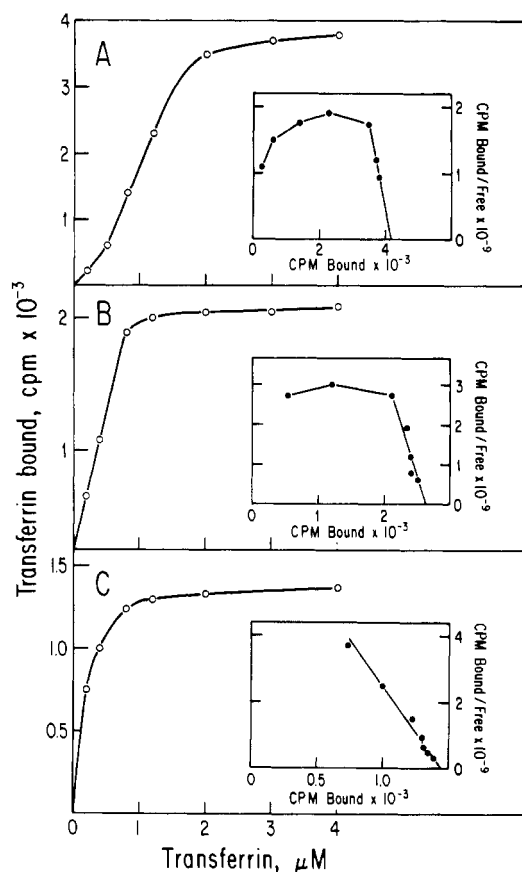 Transferrin bound, cpm x 10⁻³
A
4
3
2
1
2
1
0
CPM Bound/Free x 10⁻⁹
0 2 4
CPM Bound x 10⁻³
B
2
1
3
2
1
0
CPM Bound/Free x 10⁻⁹
0 1 2
CPM Bound x 10⁻³
C
1.5
1.0
0.5
4
2
0
CPM Bound/Free x 10⁻⁹
0 0.5 1.0
CPM Bound x 10⁻³
0 1 2 3 4
Transferrin, μM